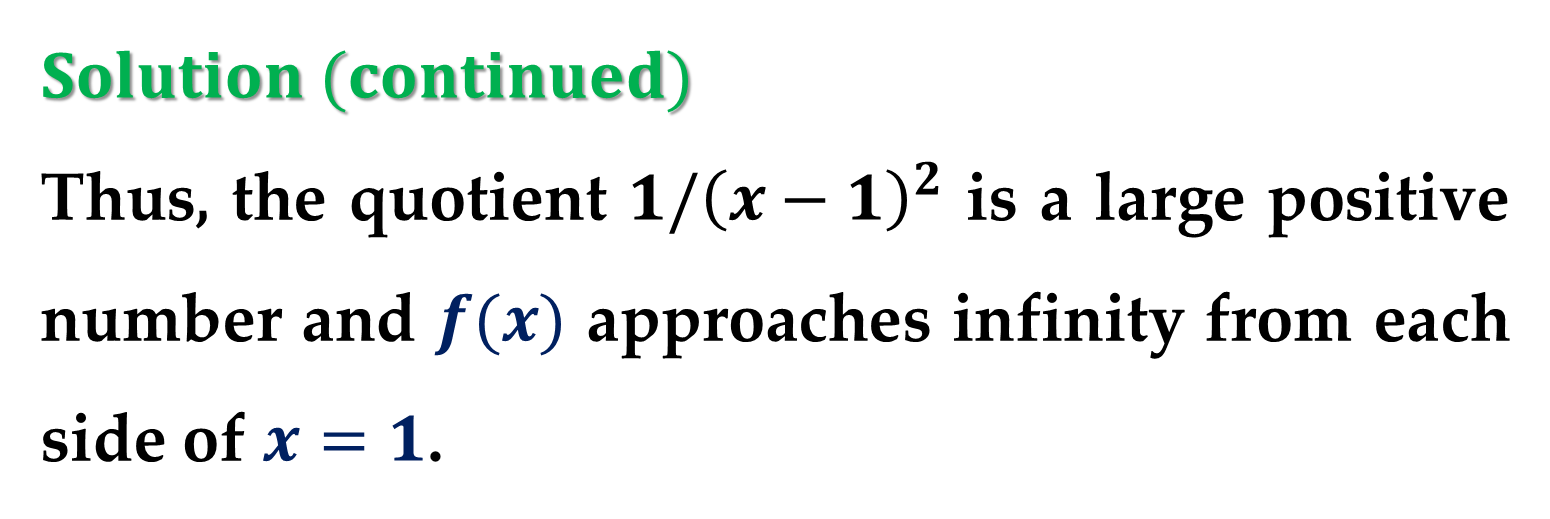 Solution (continued)
Thus, the quotient 1/(x − 1)² is a large positive
number and f(x) approaches infinity from each
side of x = 1.